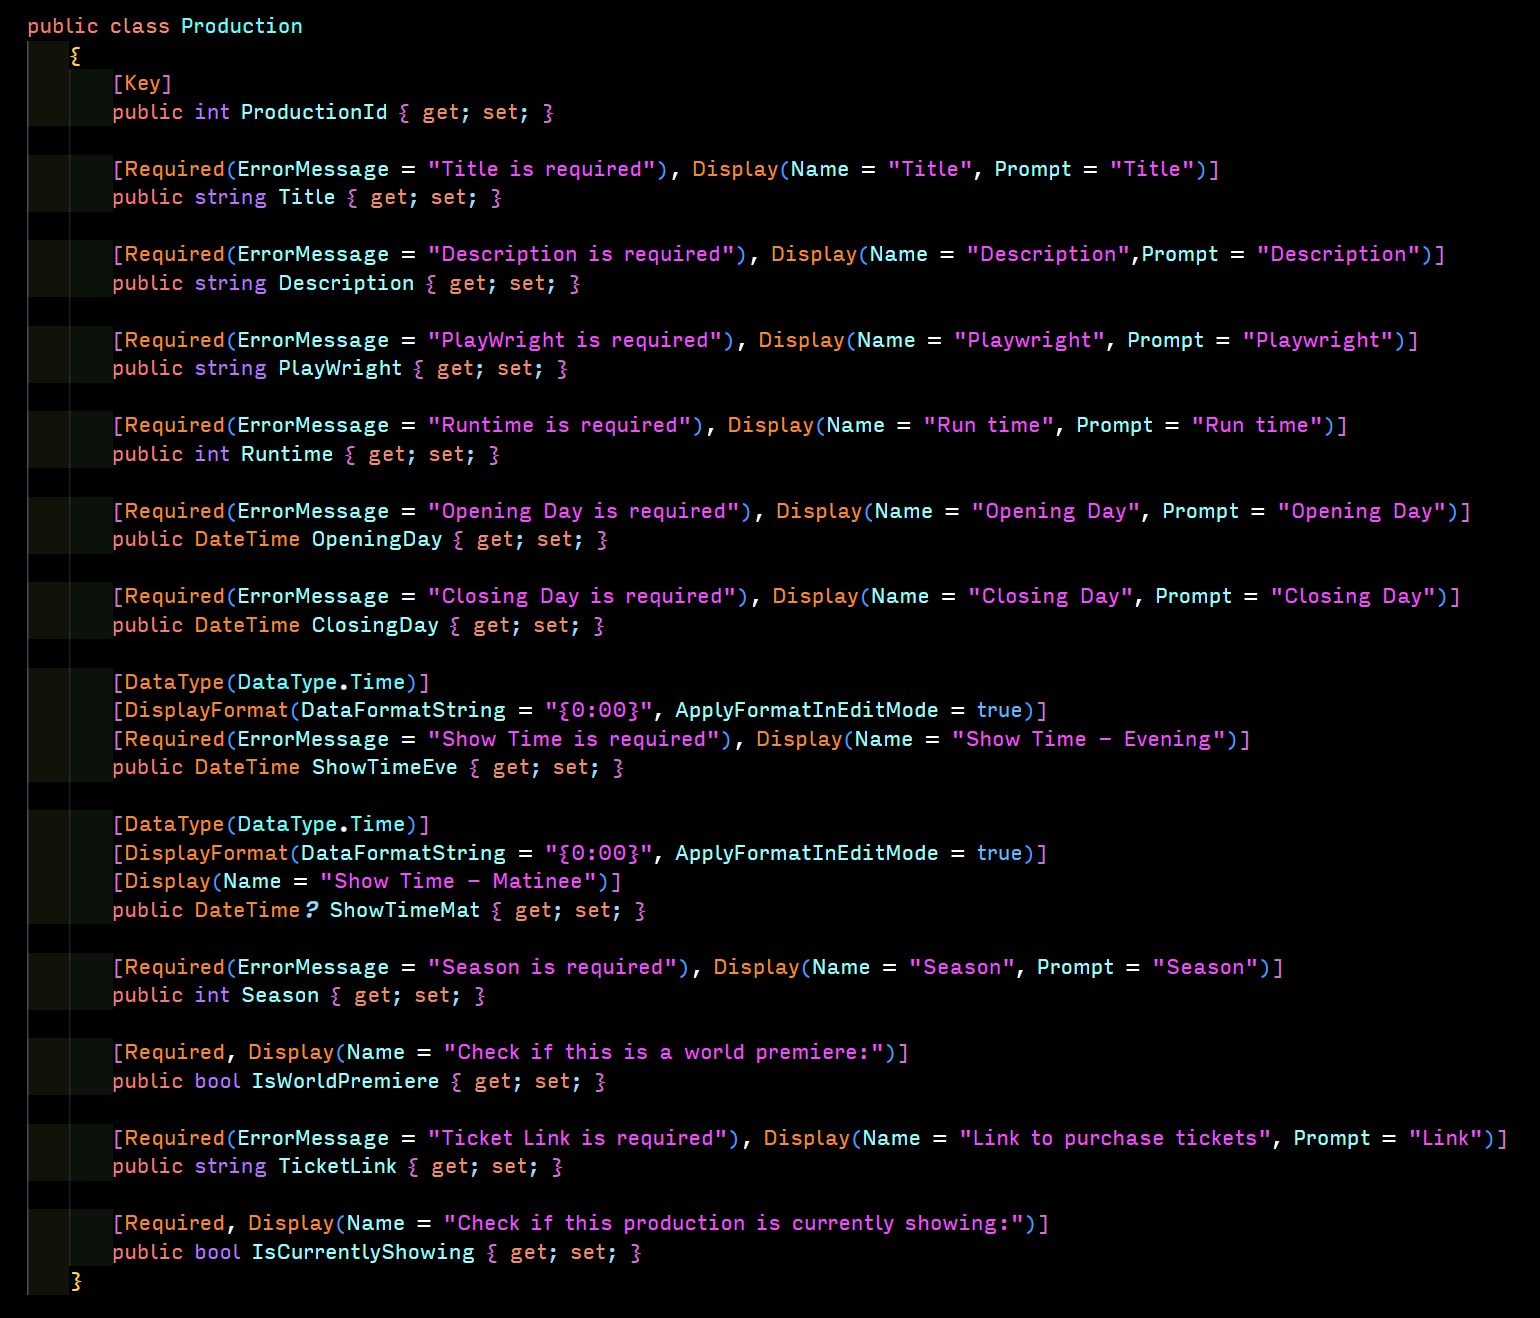 public class Production
{
[Key]
public int ProductionId { get; set; }
[Required(ErrorMessage = "Title is required"), Display(Name = "Title", Prompt = "Title")]
public string Title { get; set; }
[Required(ErrorMessage = "Description is required"), Display(Name = "Description",Prompt = "Description")]
public string Description { get; set; }
[Required(ErrorMessage = "PlayWright is required"), Display(Name = "Playwright", Prompt = "Playwright")]
public string PlayWright { get; set; }
[Required(ErrorMessage = "Runtime is required"), Display(Name = "Run time", Prompt = "Run time")]
public int Runtime { get; set; }
[Required(ErrorMessage = "Opening Day is required"), Display(Name = "Opening Day", Prompt = "Opening Day")]
public DateTime OpeningDay { get; set; }
[Required(ErrorMessage = "Closing Day is required"), Display(Name = "Closing Day", Prompt = "Closing Day")]
public DateTime ClosingDay { get; set; }
[DataType(DataType.Time)]
[DisplayFormat(DataFormatString = "{0:00}", ApplyFormatInEditMode = true)]
[Required(ErrorMessage = "Show Time is required"), Display(Name = "Show Time - Evening")]
public DateTime ShowTimeEve { get; set; }
[DataType(DataType.Time)]
[DisplayFormat(DataFormatString = "{0:00}", ApplyFormatInEditMode = true)]
[Display(Name = "Show Time - Matinee")]
public DateTime? ShowTimeMat { get; set; }
[Required(ErrorMessage = "Season is required"), Display(Name = "Season", Prompt = "Season")]
public int Season { get; set; }
[Required, Display(Name = "Check if this is a world premiere:")]
public bool IsWorldPremiere { get; set; }
[Required(ErrorMessage = "Ticket Link is required"), Display(Name = "Link to purchase tickets", Prompt = "Link")]
public string TicketLink { get; set; }
[Required, Display(Name = "Check if this production is currently showing:")]
public bool IsCurrentlyShowing { get; set; }
}